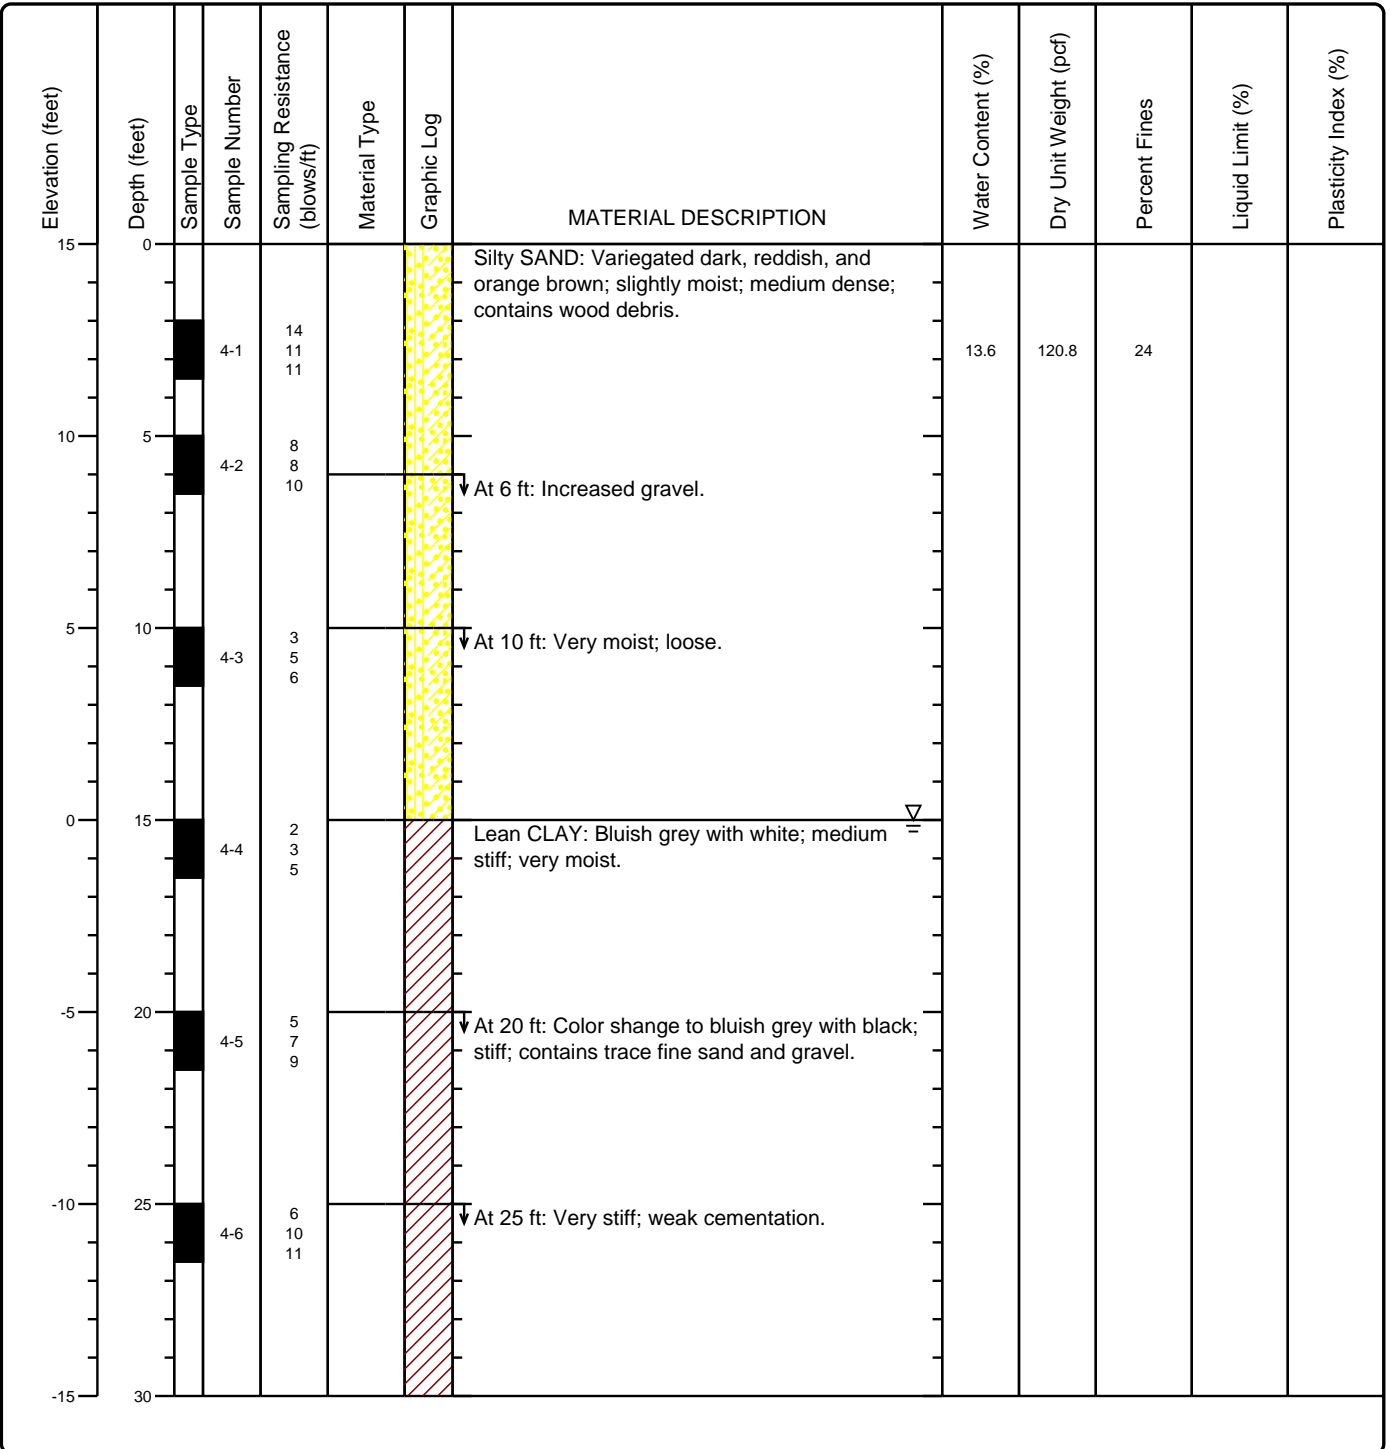 Elevation (feet)
Depth (feet)
Sample Type
Sample Number
Sampling Resistance
(blows/ft)
Material Type
Graphic Log
MATERIAL DESCRIPTION
Water Content (%)
Dry Unit Weight (pcf)
Percent Fines
Liquid Limit (%)
Plasticity Index (%)
15 0
Silty SAND: Variegated dark, reddish, and
orange brown; slightly moist; medium dense;
contains wood debris.
14
4-1 11 13.6 120.8 24
11
10 5
8
4-2 8
10
At 6 ft: Increased gravel.
5 10
3
At 10 ft: Very moist; loose.
4-3 5
6
0 15
2
Lean CLAY: Bluish grey with white; medium
4-4 3
stiff; very moist.
5
-5 20
5
At 20 ft: Color change to bluish grey with black;
4-5 7
stiff; contains trace fine sand and gravel.
9
-10 25
6
At 25 ft: Very stiff; weak cementation.
4-6 10
11
-15 30